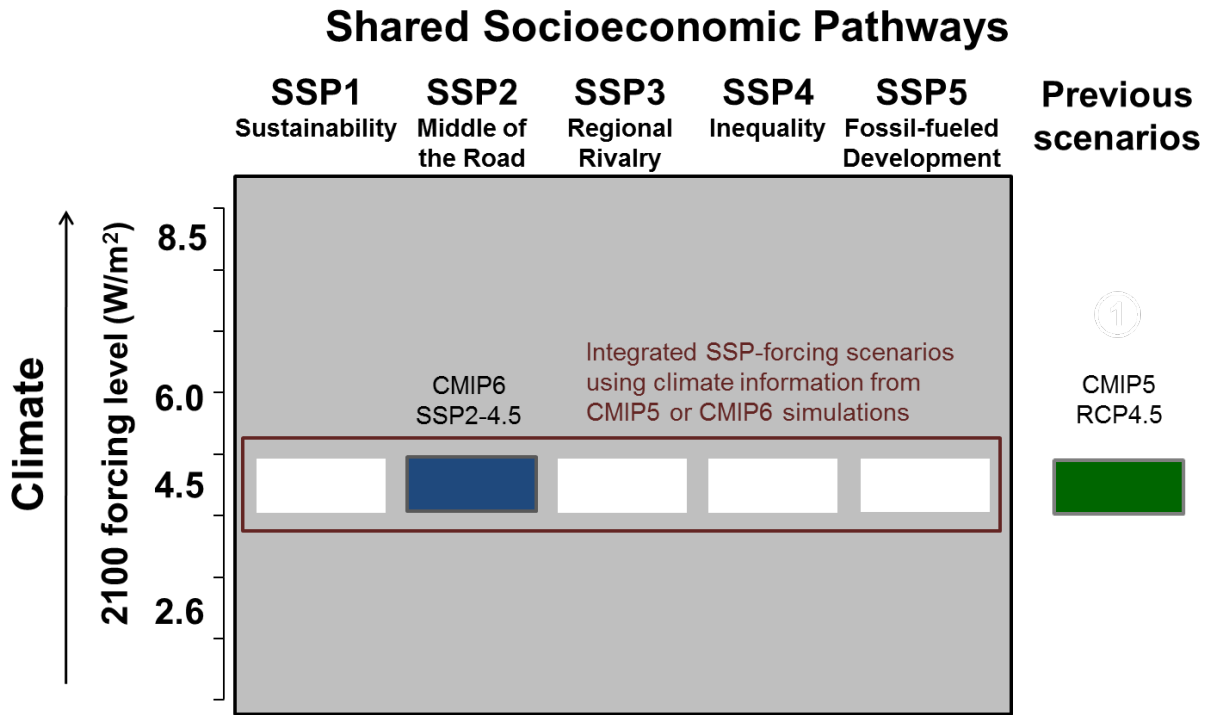 Shared Socioeconomic Pathways
SSP1
Sustainability
SSP2
Middle of
the Road
SSP3
Regional
Rivalry
SSP4
Inequality
SSP5
Fossil-fueled
Development
Previous
scenarios
Climate
2100 forcing level (W/m²)
8.5
6.0
4.5
2.6
CMIP6
SSP2-4.5
Integrated SSP-forcing scenarios
using climate information from
CMIP5 or CMIP6 simulations
①
CMIP5
RCP4.5